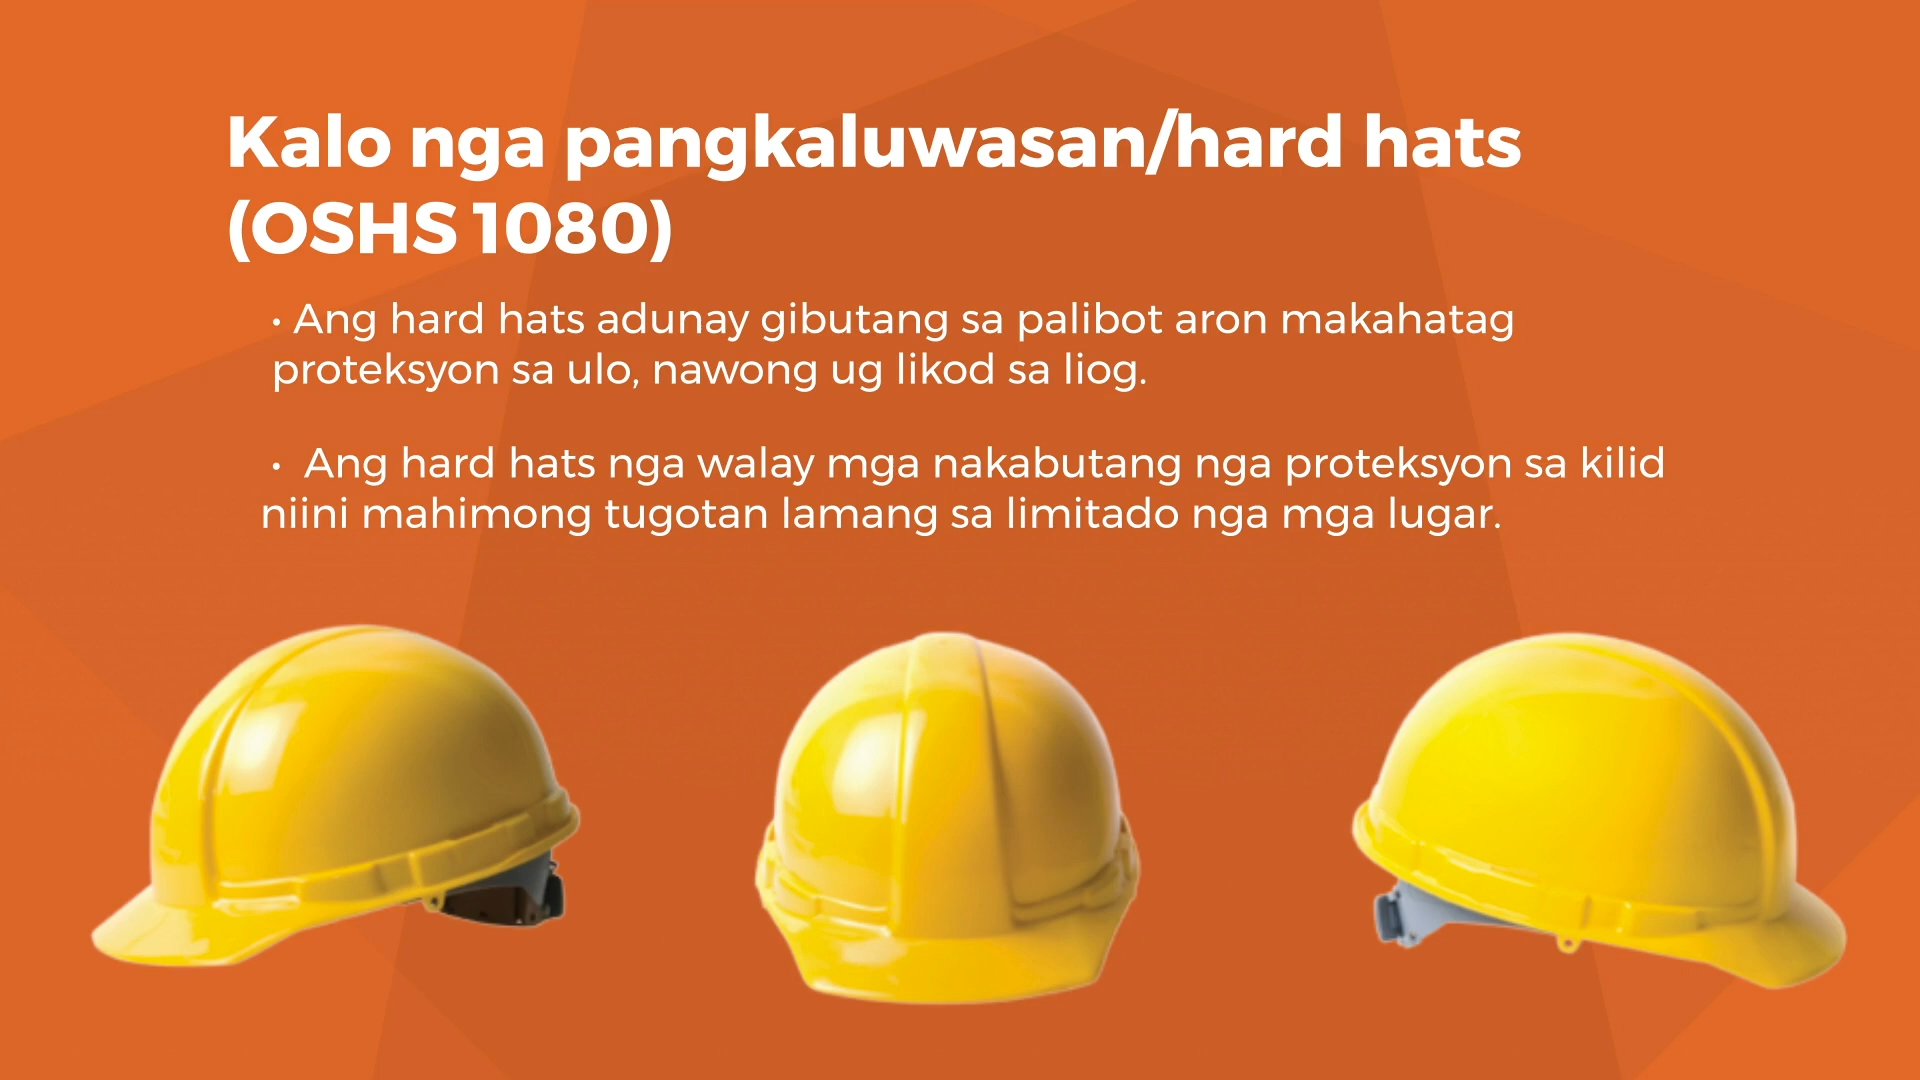 Kalo nga pangkaluwasan/hard hats
(OSHS 1080)
• Ang hard hats adunay gibutang sa palibot aron makahatag
proteksyon sa ulo, nawong ug likod sa liog.
• Ang hard hats nga walay mga nakabutang nga proteksyon sa kilid
niini mahimong tugotan lamang sa limitado nga mga lugar.